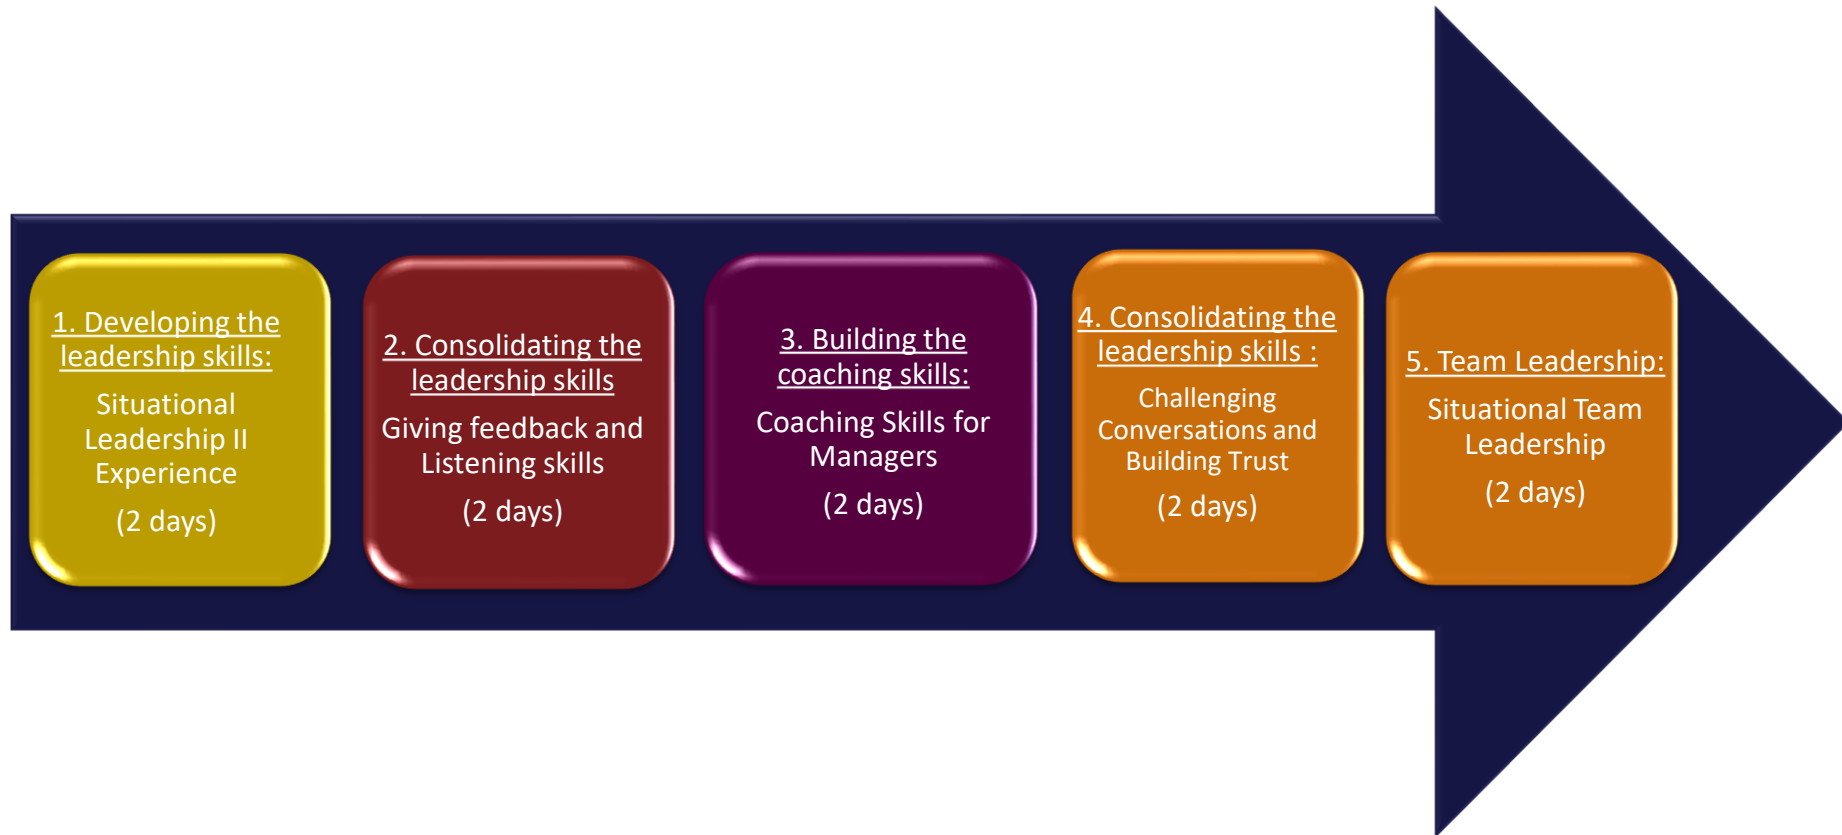 1. Developing the
leadership skills:
Situational
Leadership II
Experience
(2 days)
2. Consolidating the
leadership skills
Giving feedback and
Listening skills
(2 days)
3. Building the
coaching skills:
Coaching Skills for
Managers
(2 days)
4. Consolidating the
leadership skills :
Challenging
Conversations and
Building Trust
(2 days)
5. Team Leadership:
Situational Team
Leadership
(2 days)